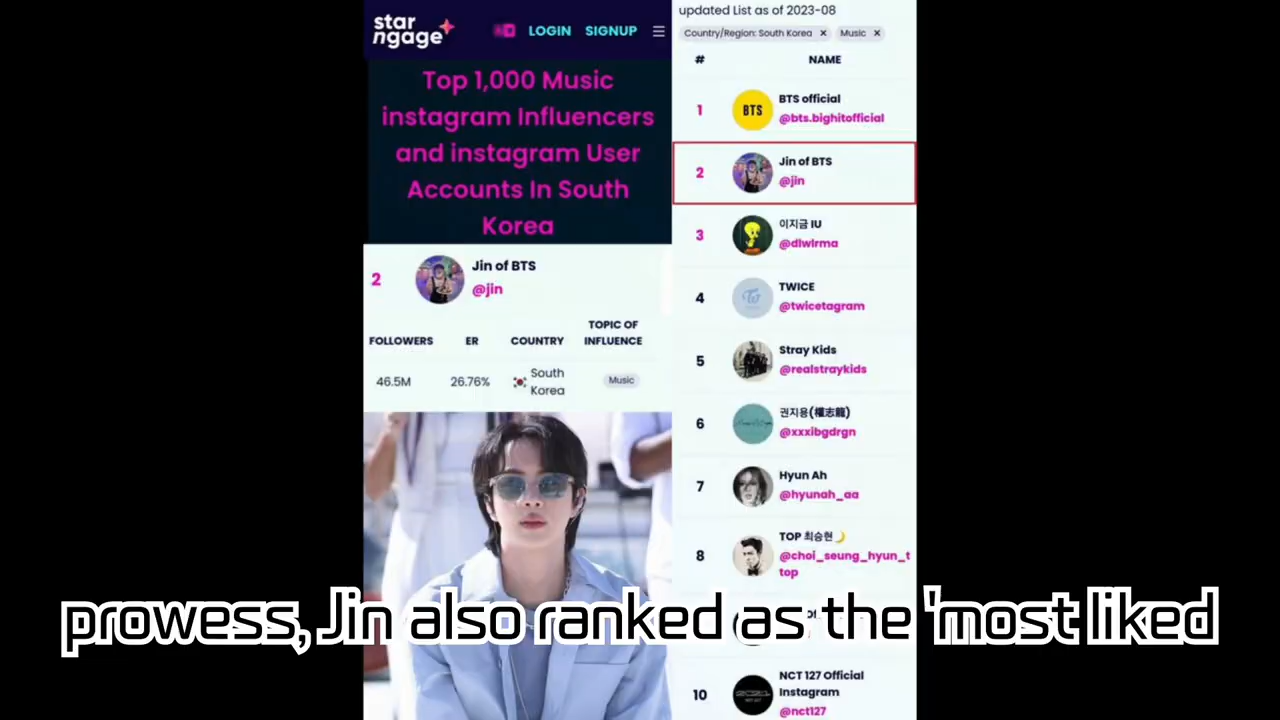 star
ngage
LOGIN
SIGNUP
Top 1,000 Music
instagram Influencers
and instagram User
Accounts In South
Korea
2
Jin of BTS
@jin
FOLLOWERS
ER
COUNTRY
TOPIC OF
INFLUENCE
46.5M
26.76%
South
Korea
Music
updated List as of 2023-08
Country/Region: South Korea ×
Music ×
#
NAME
1
BTS
BTS official
@bts.bighitofficial
2
Jin of BTS
@jin
3
이지금 IU
@dlwlrma
4
TWICE
@twicetagram
5
Stray Kids
@realstraykids
6
권지용(權志龍)
@xxxibgdrgn
7
Hyun Ah
@hyunah_aa
8
TOP 최승현🌙
@choi_seung_hyun_t
top
10
NCT 127 Official
Instagram
@nct127
prowess, Jin also ranked as the 'most liked